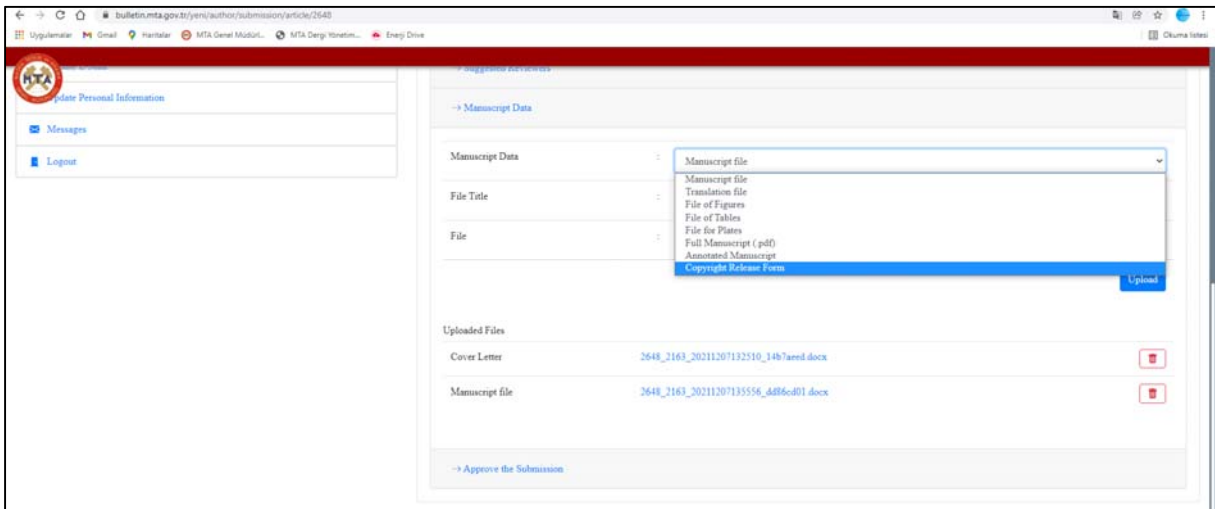 bulletin.mta.gov.tr/yeni/author/submission/article/2648
Uygulamalar Gmail Haritalar MTA Genel Müdürl... MTA Dergi Yönetim... Enerji Drive Okuma listesi
MTA
Suggested Reviewers
Update Personal Information
→ Manuscript Data
Messages
Logout
Manuscript Data : Manuscript file
Manuscript file
Translation file
File Title :
File of Figures
File of Tables
File for Plates
File :
Full Manuscript (.pdf)
Annotated Manuscript
Copyright Release Form
Upload
Uploaded Files
Cover Letter 2648_2163_20211207132510_14b7aeed.docx
Manuscript file 2648_2163_20211207135556_dd86cd01.docx
→ Approve the Submission